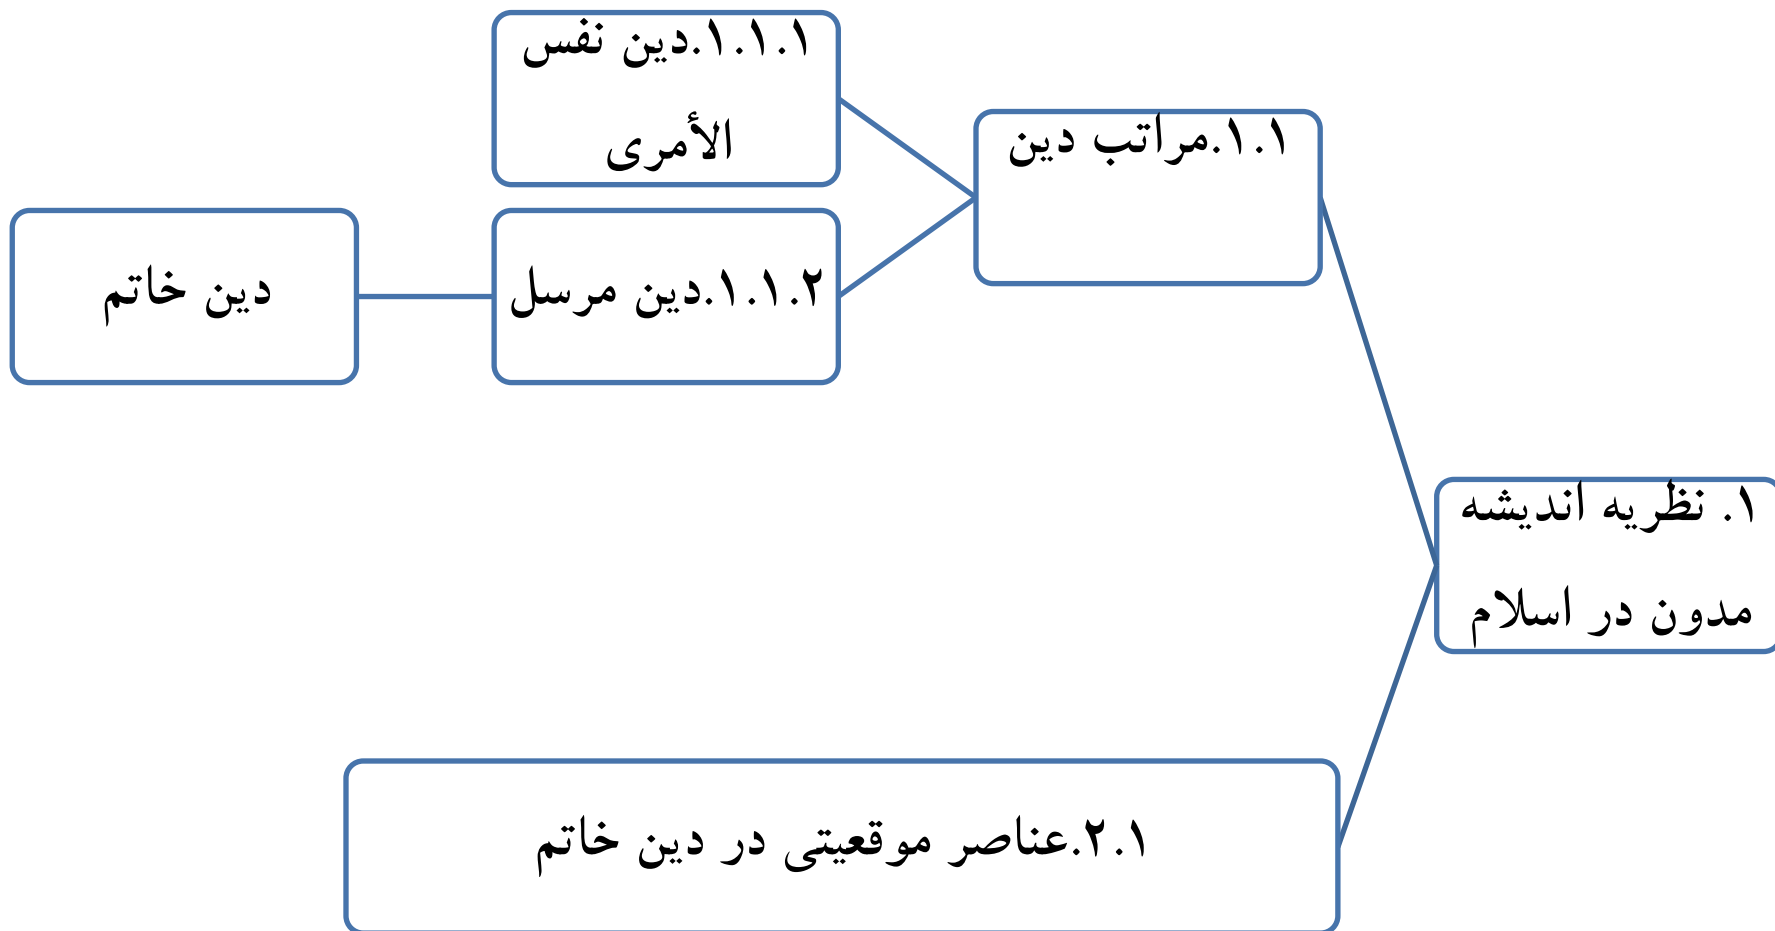 ۱.۱.۱.دین نفس
الأمری
۱.۱.مراتب دین
۱.۱.۲.دین مرسل
دین خاتم
۱. نظریه اندیشه
مدون در اسلام
۲.۱.عناصر موقعیتی در دین خاتم